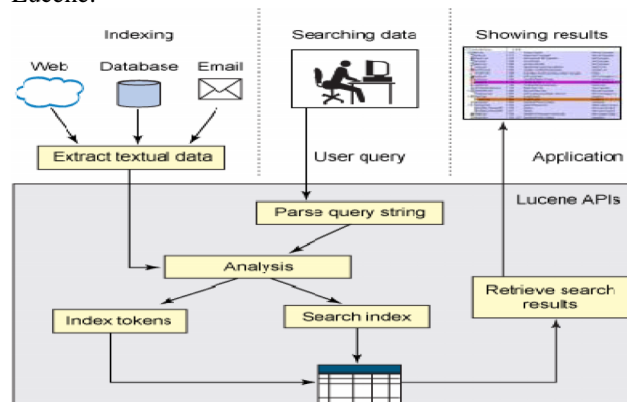 Lucene.
Indexing
Searching data
Showing results
Web
Database
Email
Extract textual data
User query
Application
Lucene APIs
Parse query string
Analysis
Index tokens
Search index
Retrieve search
results